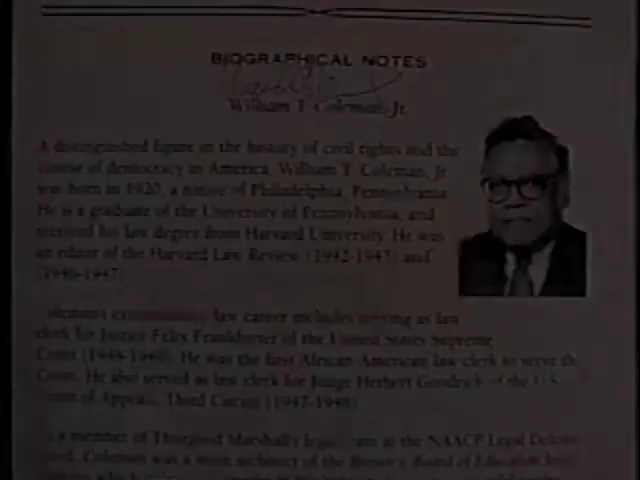 BIOGRAPHICAL NOTES
William T. Coleman, Jr.
A distinguished figure in the history of civil rights and the
course of democracy in America, William T. Coleman, Jr.
was born in 1920, a native of Philadelphia, Pennsylvania.
He is a graduate of the University of Pennsylvania, and
received his law degree from Harvard University. He was
an editor of the Harvard Law Review (1942-1943) and
(1946-1947).
Coleman's extraordinary law career includes serving as law
clerk for Justice Felix Frankfurter of the United States Supreme
Court (1948-1949). He was the first African-American law clerk to serve th
Court. He also served as law clerk for Judge Herbert Goodrich of the U.S.
Court of Appeals, Third Circuit (1947-1948).
a member of Thurgood Marshall's legal team at the NAACP Legal Defense
Fund, Coleman was a major architect of the Brown v. Board of Education